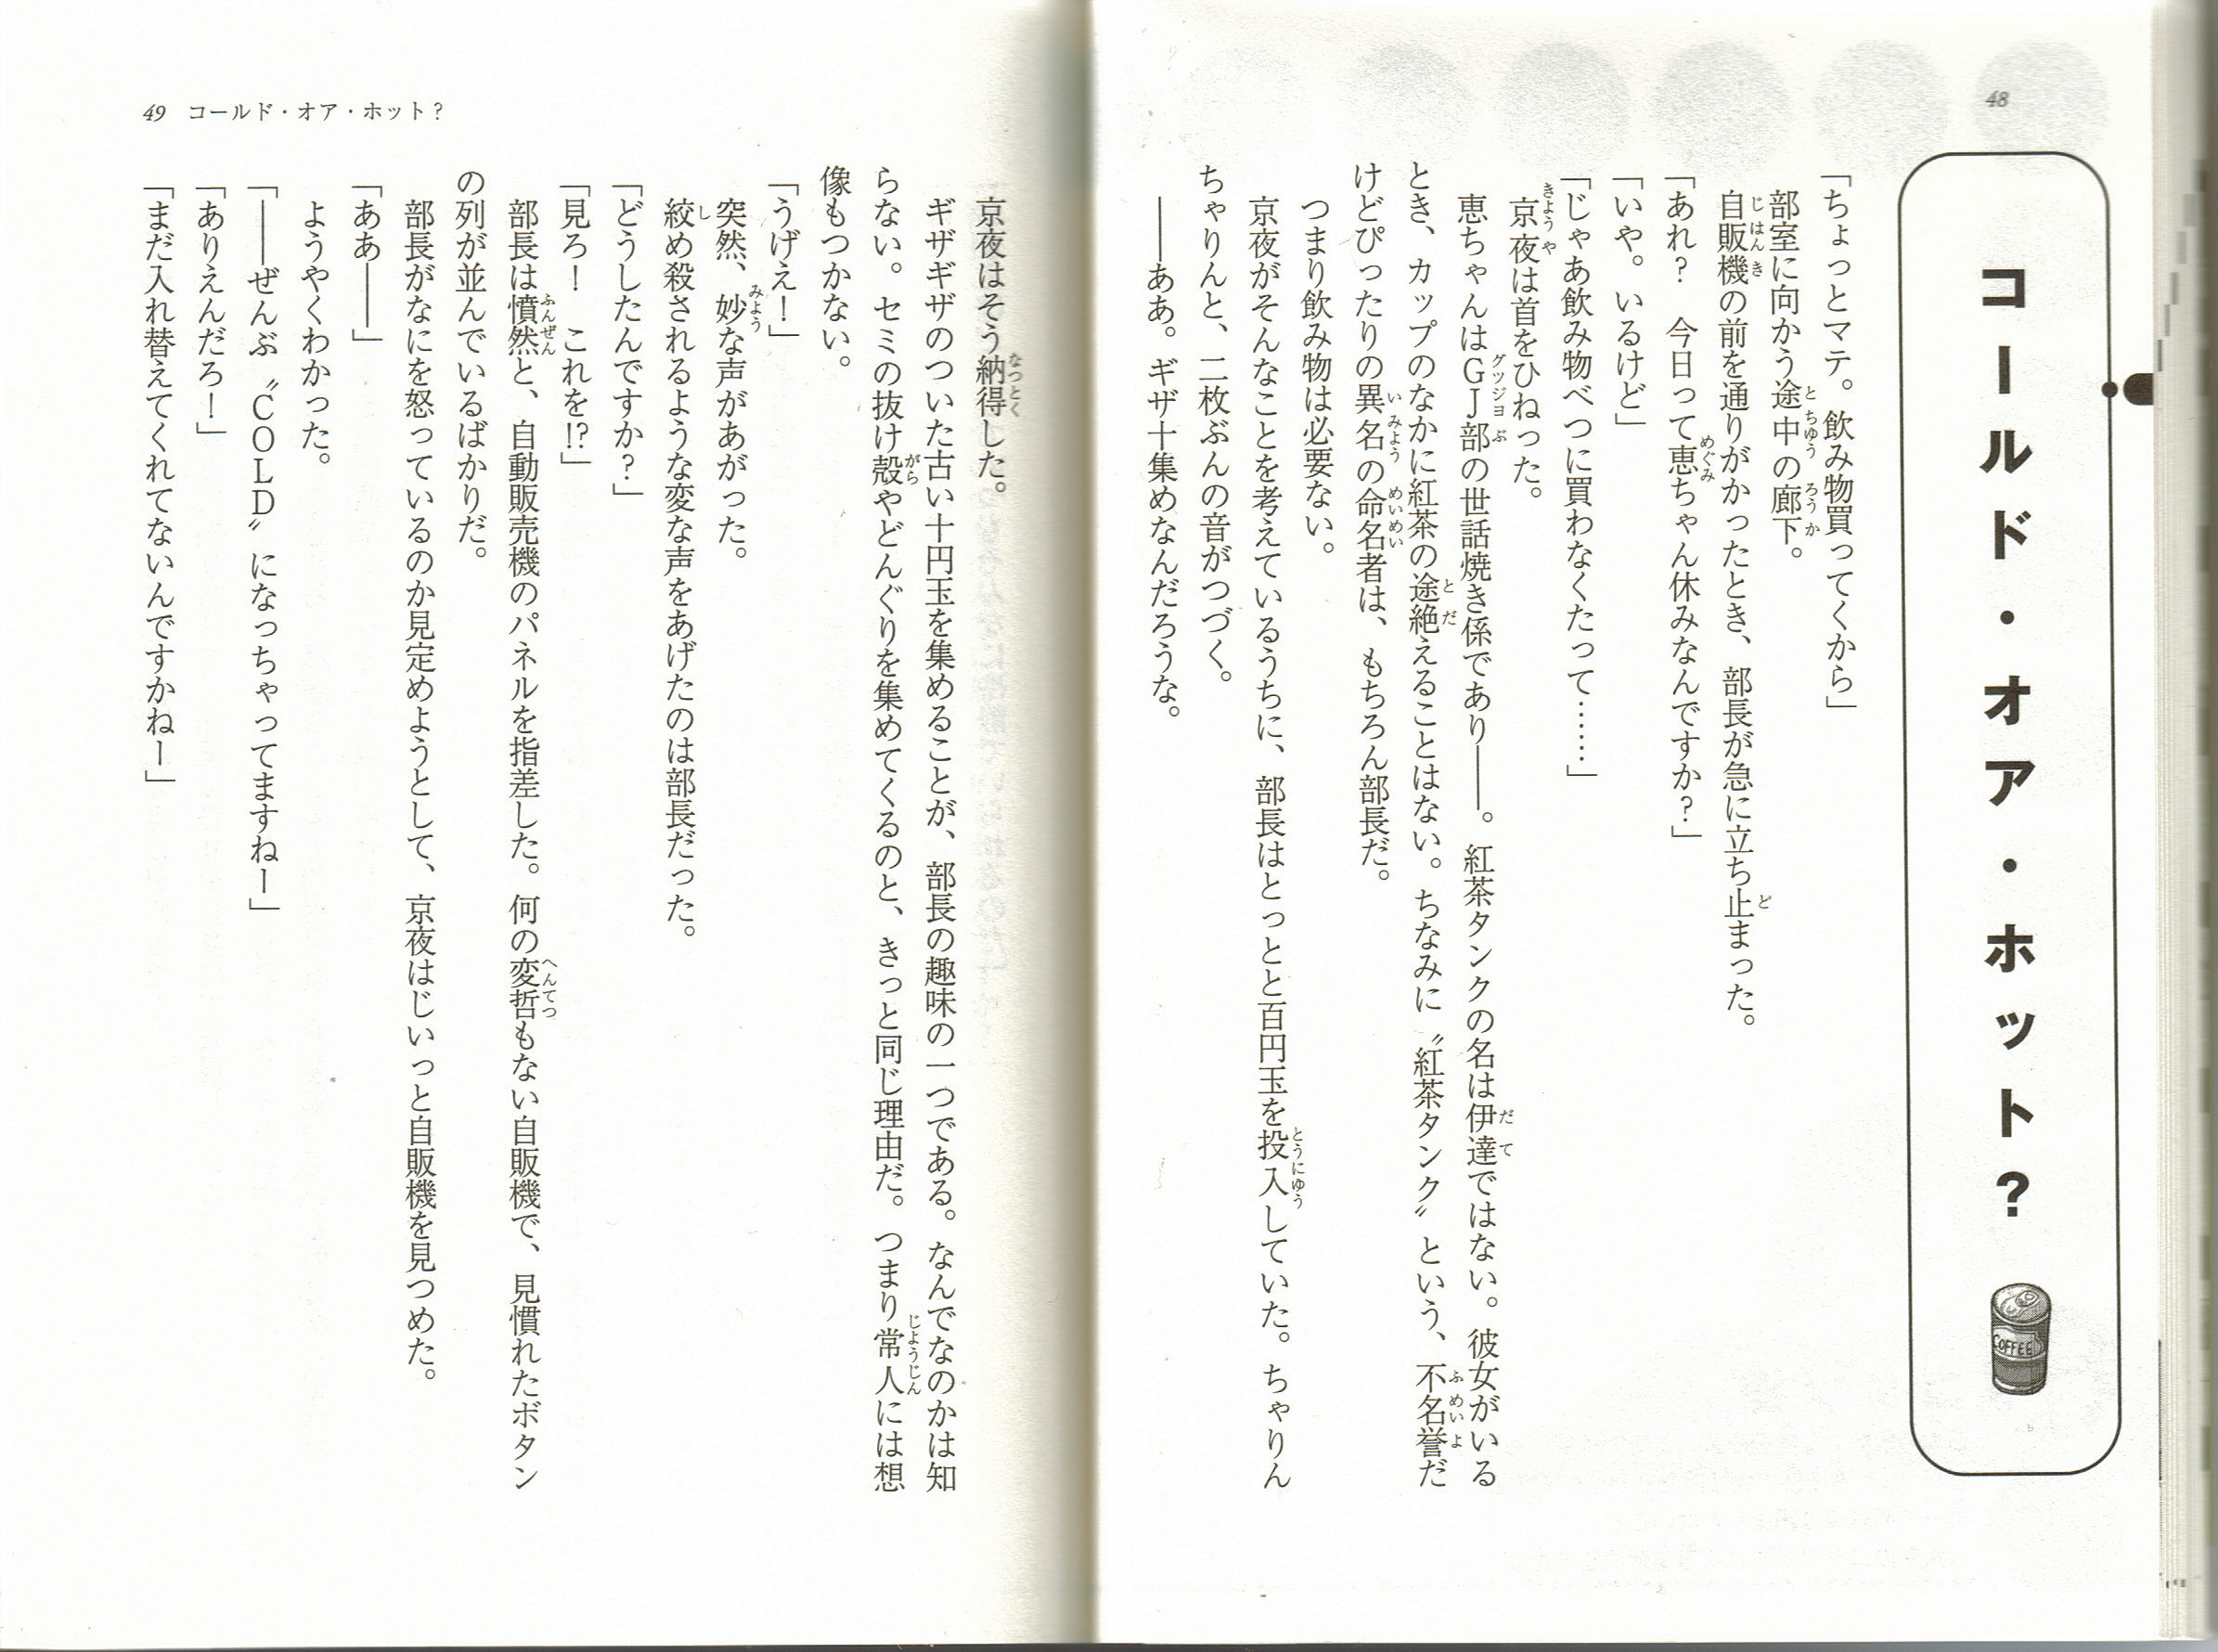 48
コールド・オア・ホット？
COFFEE
「ちょっとマテ。飲み物買ってくから」
部室に向かう途中の廊下。
自販機の前を通りがかったとき、部長が急に立ち止まった。
「あれ？　今日って恵ちゃん休みなんですか？」
「いや。いるけど」
「じゃあ飲み物べつに買わなくたって……」
京夜は首をひねった。
恵ちゃんはＧＪ部の世話焼き係であり――。紅茶タンクの名は伊達ではない。彼女がいる
とき、カップのなかに紅茶の途絶えることはない。ちなみに〝紅茶タンク〟という、不名誉だ
けどぴったりの異名の命名者は、もちろん部長だ。
つまり飲み物は必要ない。
京夜がそんなことを考えているうちに、部長はとっとと百円玉を投入していた。ちゃりん
ちゃりんと、二枚ぶんの音がつづく。
――ああ。ギザ十集めなんだろうな。
49　コールド・オア・ホット？
京夜はそう納得した。
ギザギザのついた古い十円玉を集めることが、部長の趣味の一つである。なんでなのかは知
らない。セミの抜け殻やどんぐりを集めてくるのと、きっと同じ理由だ。つまり常人には想
像もつかない。
「うげえ！」
突然、妙な声があがった。
絞め殺されるような変な声をあげたのは部長だった。
「どうしたんですか？」
「見ろ！　これを!?」
部長は憤然と、自動販売機のパネルを指差した。何の変哲もない自販機で、見慣れたボタン
の列が並んでいるばかりだ。
部長がなにを怒っているのか見定めようとして、京夜はじいっと自販機を見つめた。
「ああ――」
ようやくわかった。
「――ぜんぶ〝ＣＯＬＤ〟になっちゃってますねー」
「ありえんだろ！」
「まだ入れ替えてくれてないんですかねー」